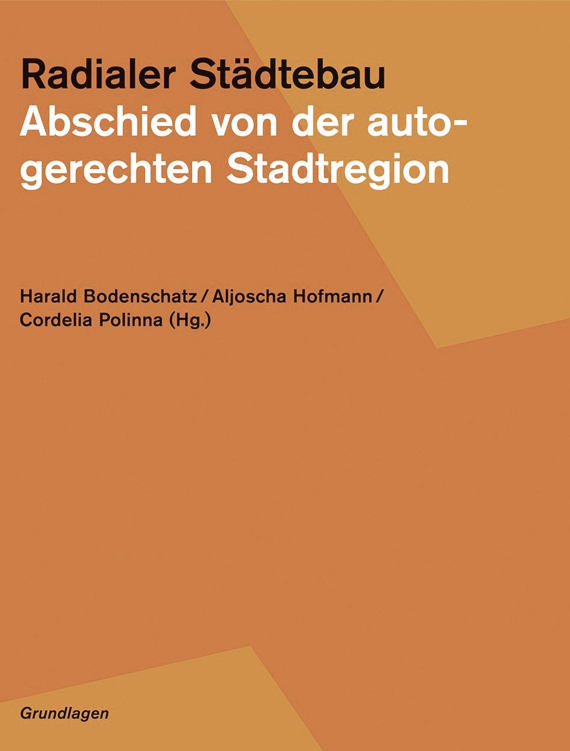 Radialer Städtebau
Abschied von der auto-
gerechten Stadtregion
Harald Bodenschatz / Aljoscha Hofmann /
Cordelia Polinna (Hg.)
Grundlagen